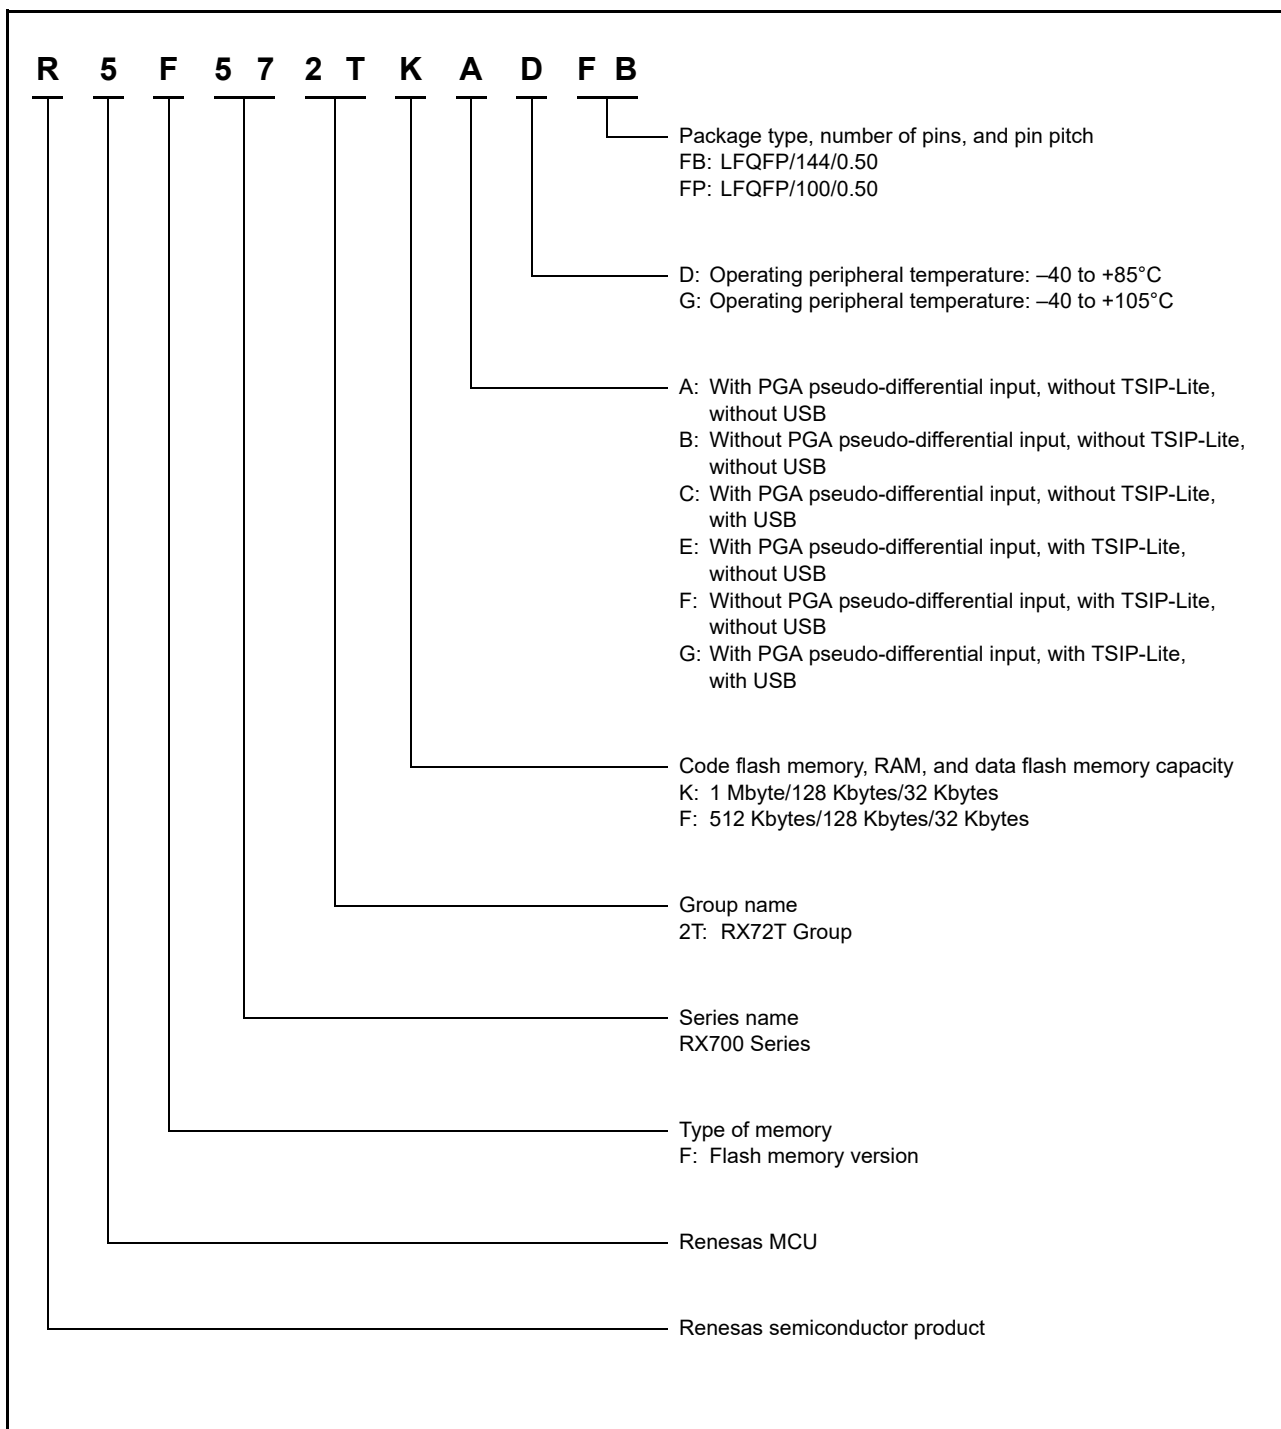 R 5 F 5 7 2 T K A D F B
Package type, number of pins, and pin pitch
FB: LFQFP/144/0.50
FP: LFQFP/100/0.50
D: Operating peripheral temperature: –40 to +85°C
G: Operating peripheral temperature: –40 to +105°C
A: With PGA pseudo-differential input, without TSIP-Lite,
without USB
B: Without PGA pseudo-differential input, without TSIP-Lite,
without USB
C: With PGA pseudo-differential input, without TSIP-Lite,
with USB
E: With PGA pseudo-differential input, with TSIP-Lite,
without USB
F: Without PGA pseudo-differential input, with TSIP-Lite,
without USB
G: With PGA pseudo-differential input, with TSIP-Lite,
with USB
Code flash memory, RAM, and data flash memory capacity
K: 1 Mbyte/128 Kbytes/32 Kbytes
F: 512 Kbytes/128 Kbytes/32 Kbytes
Group name
2T: RX72T Group
Series name
RX700 Series
Type of memory
F: Flash memory version
Renesas MCU
Renesas semiconductor product